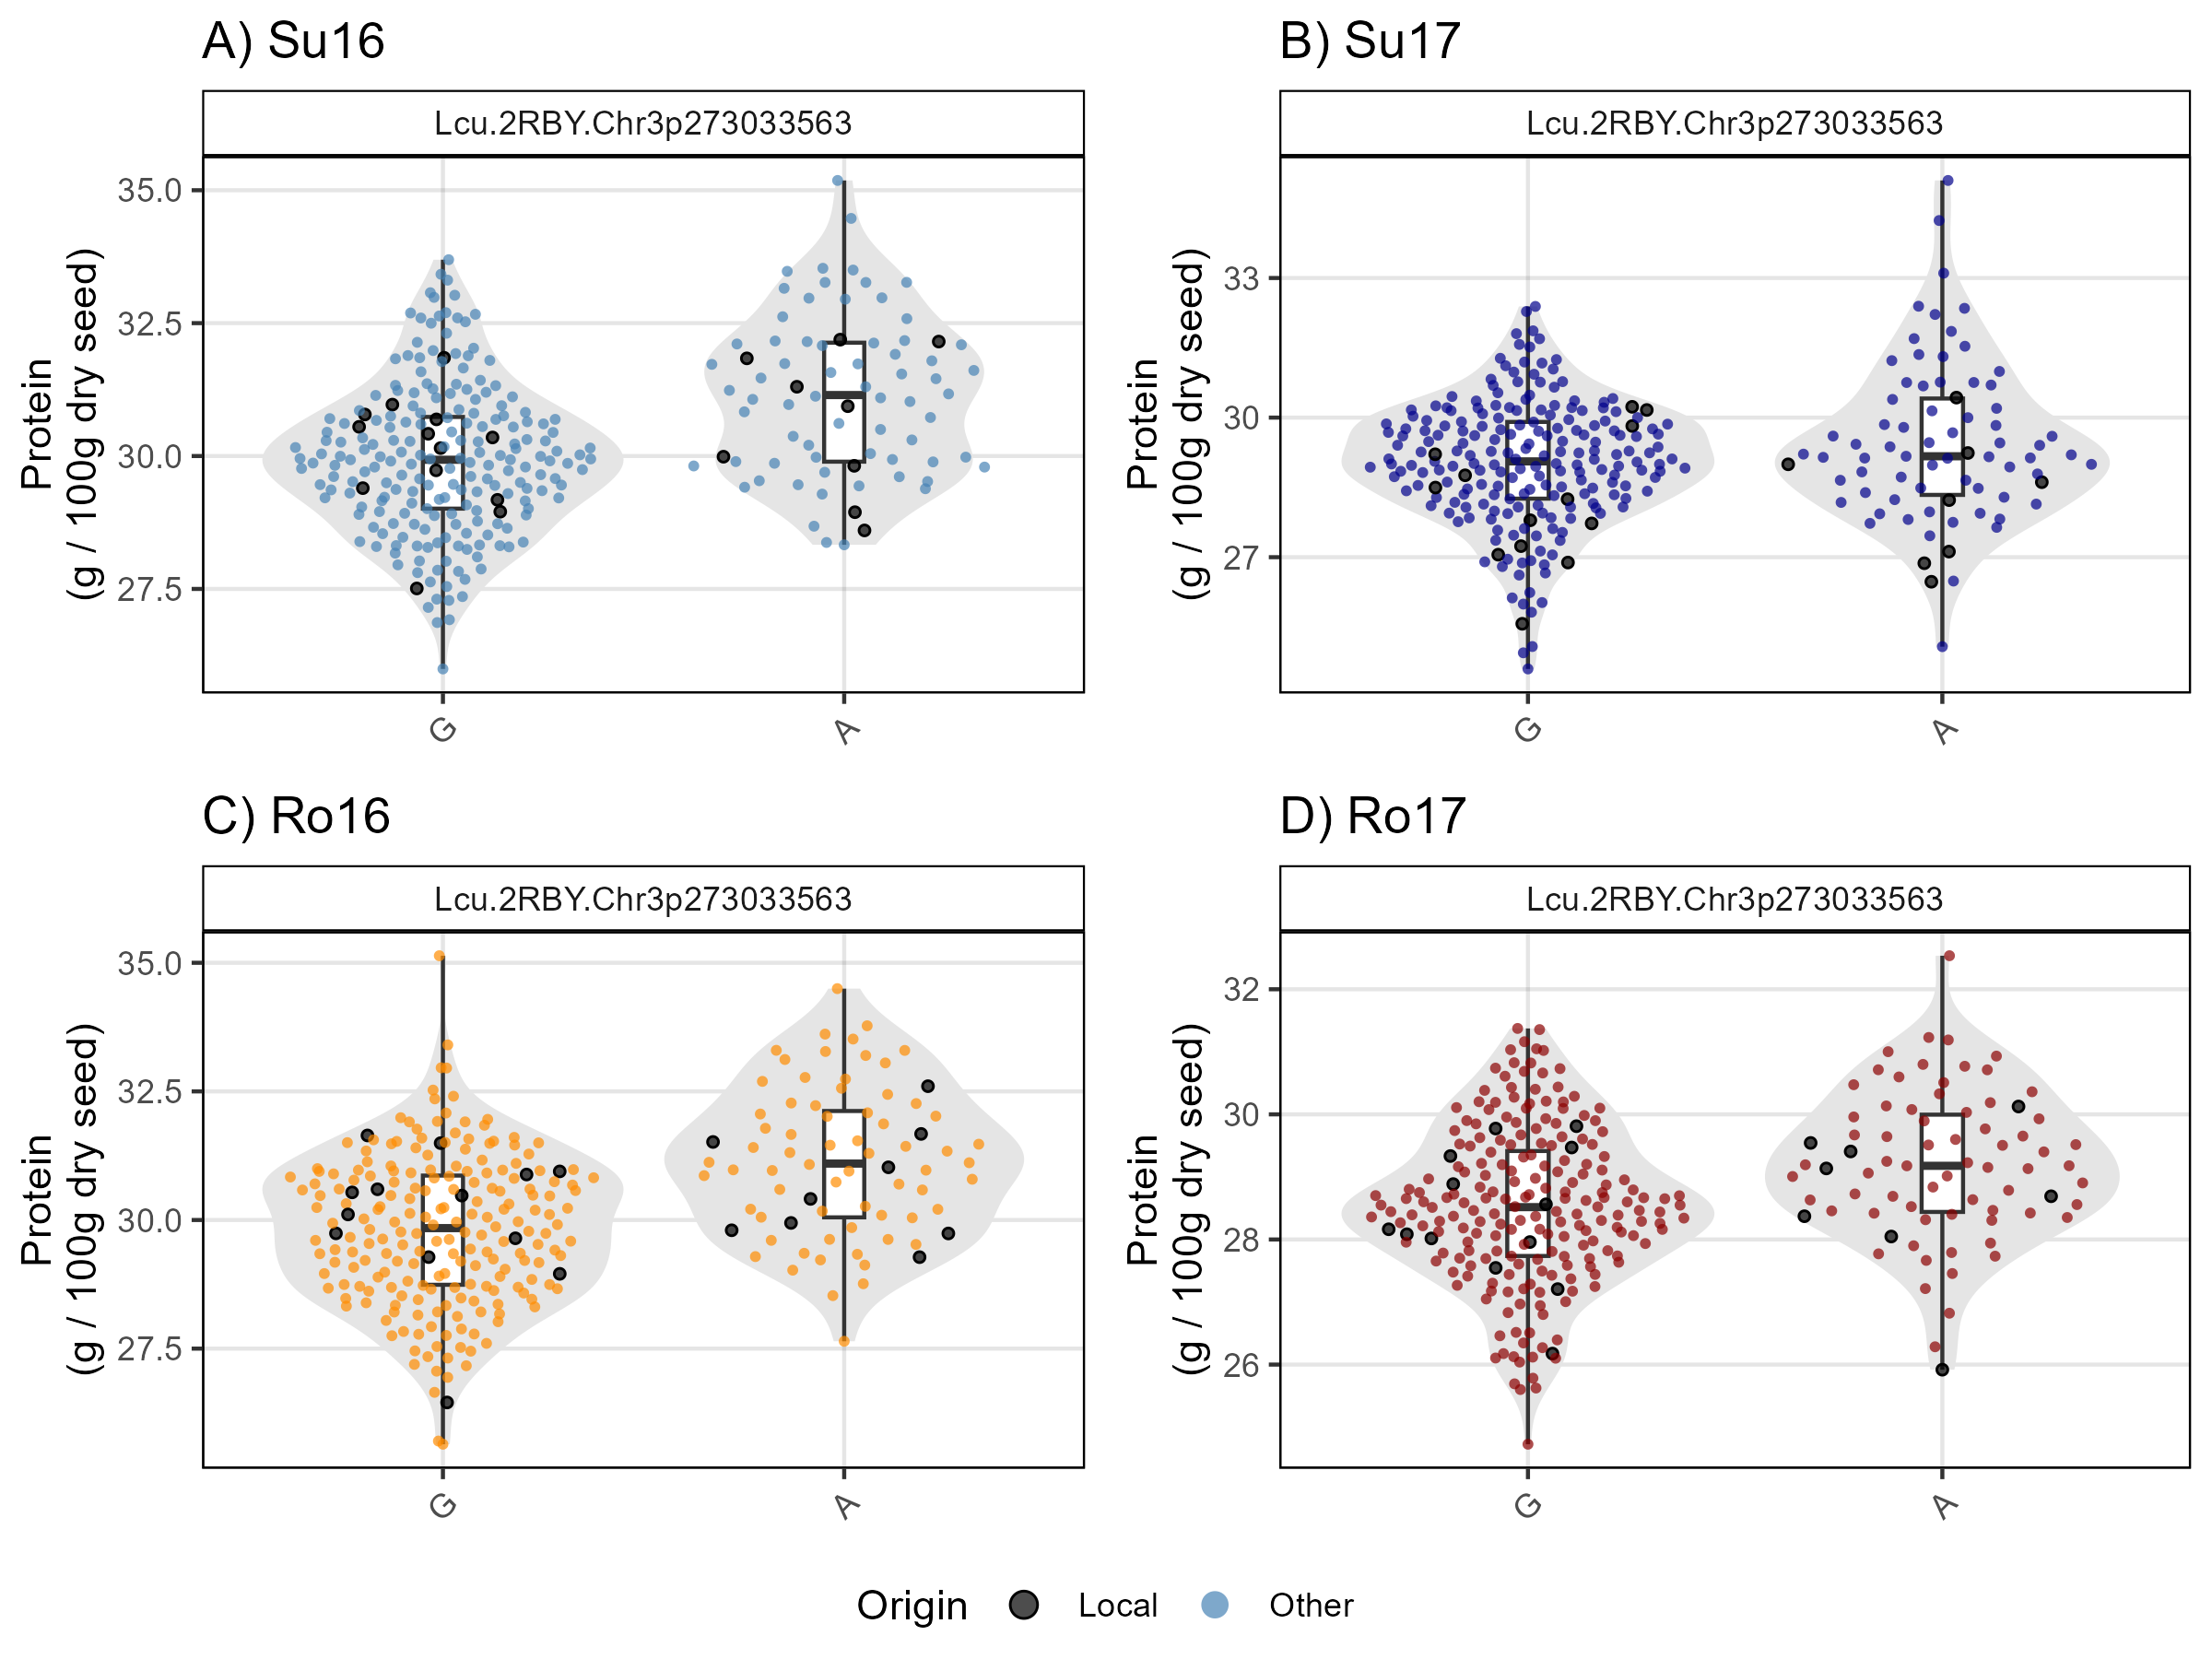 A) Su16
Lcu.2RBY.Chr3p273033563
Protein
(g / 100g dry seed)
35.0
32.5
30.0
27.5
G
A
B) Su17
Lcu.2RBY.Chr3p273033563
Protein
(g / 100g dry seed)
33
30
27
G
A
C) Ro16
Lcu.2RBY.Chr3p273033563
Protein
(g / 100g dry seed)
35.0
32.5
30.0
27.5
G
A
D) Ro17
Lcu.2RBY.Chr3p273033563
Protein
(g / 100g dry seed)
32
30
28
26
G
A
Origin Local Other